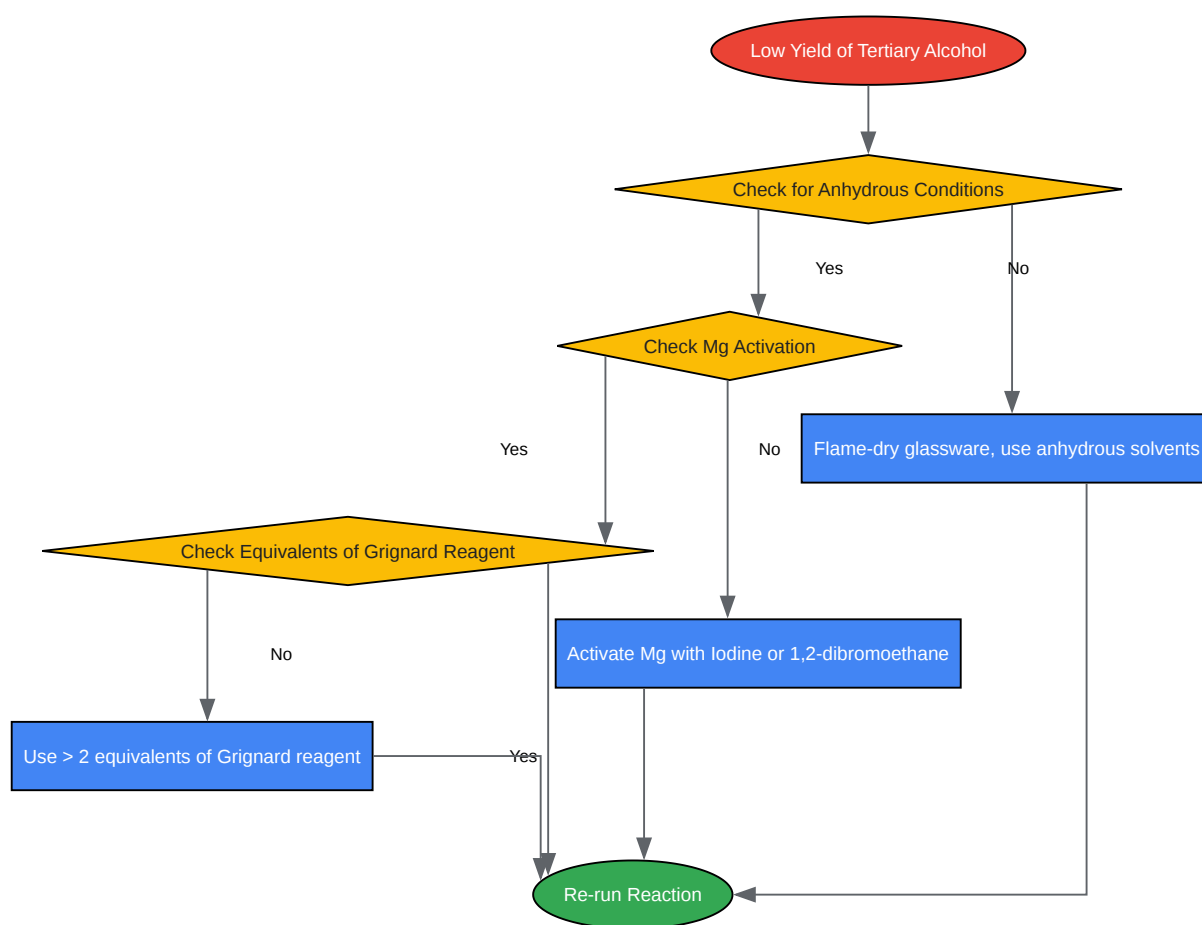 Low Yield of Tertiary Alcohol
Check for Anhydrous Conditions
Yes
No
Check Mg Activation
Yes
No
Flame-dry glassware, use anhydrous solvents
Check Equivalents of Grignard Reagent
No
Activate Mg with Iodine or 1,2-dibromoethane
Use > 2 equivalents of Grignard reagent
Yes
Re-run Reaction